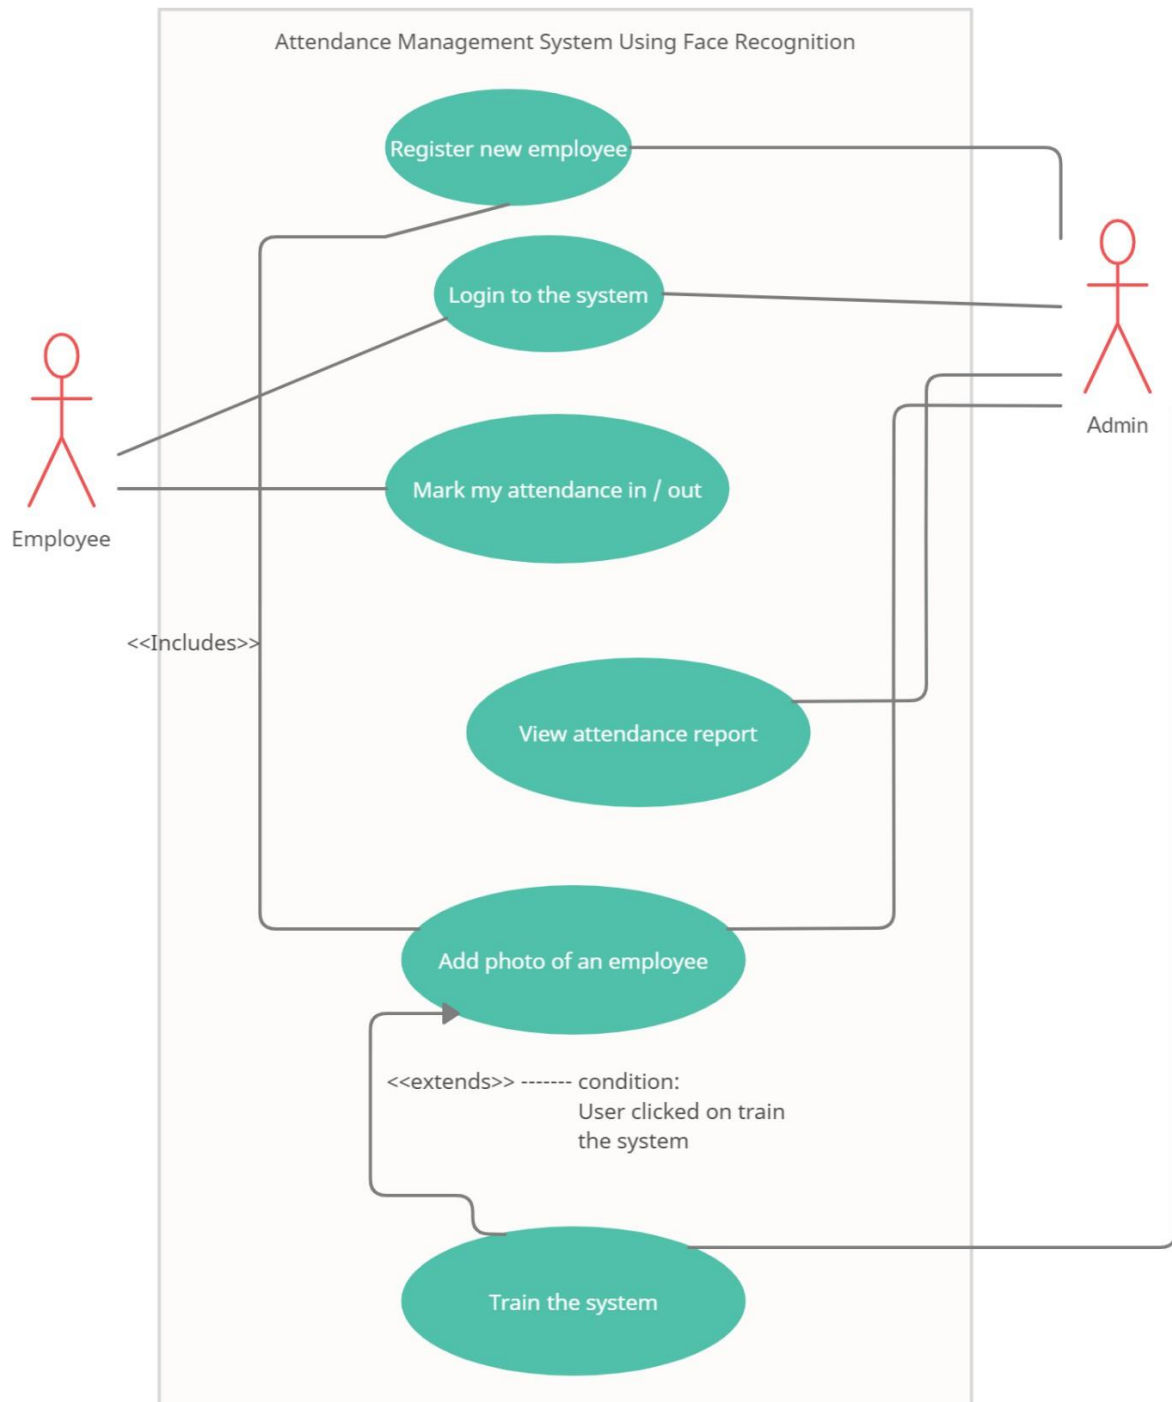 Attendance Management System Using Face Recognition
Register new employee
Login to the system
Admin
Mark my attendance in / out
Employee
<<Includes>>
View attendance report
Add photo of an employee
<<extends>> ------- condition:
User clicked on train
the system
Train the system